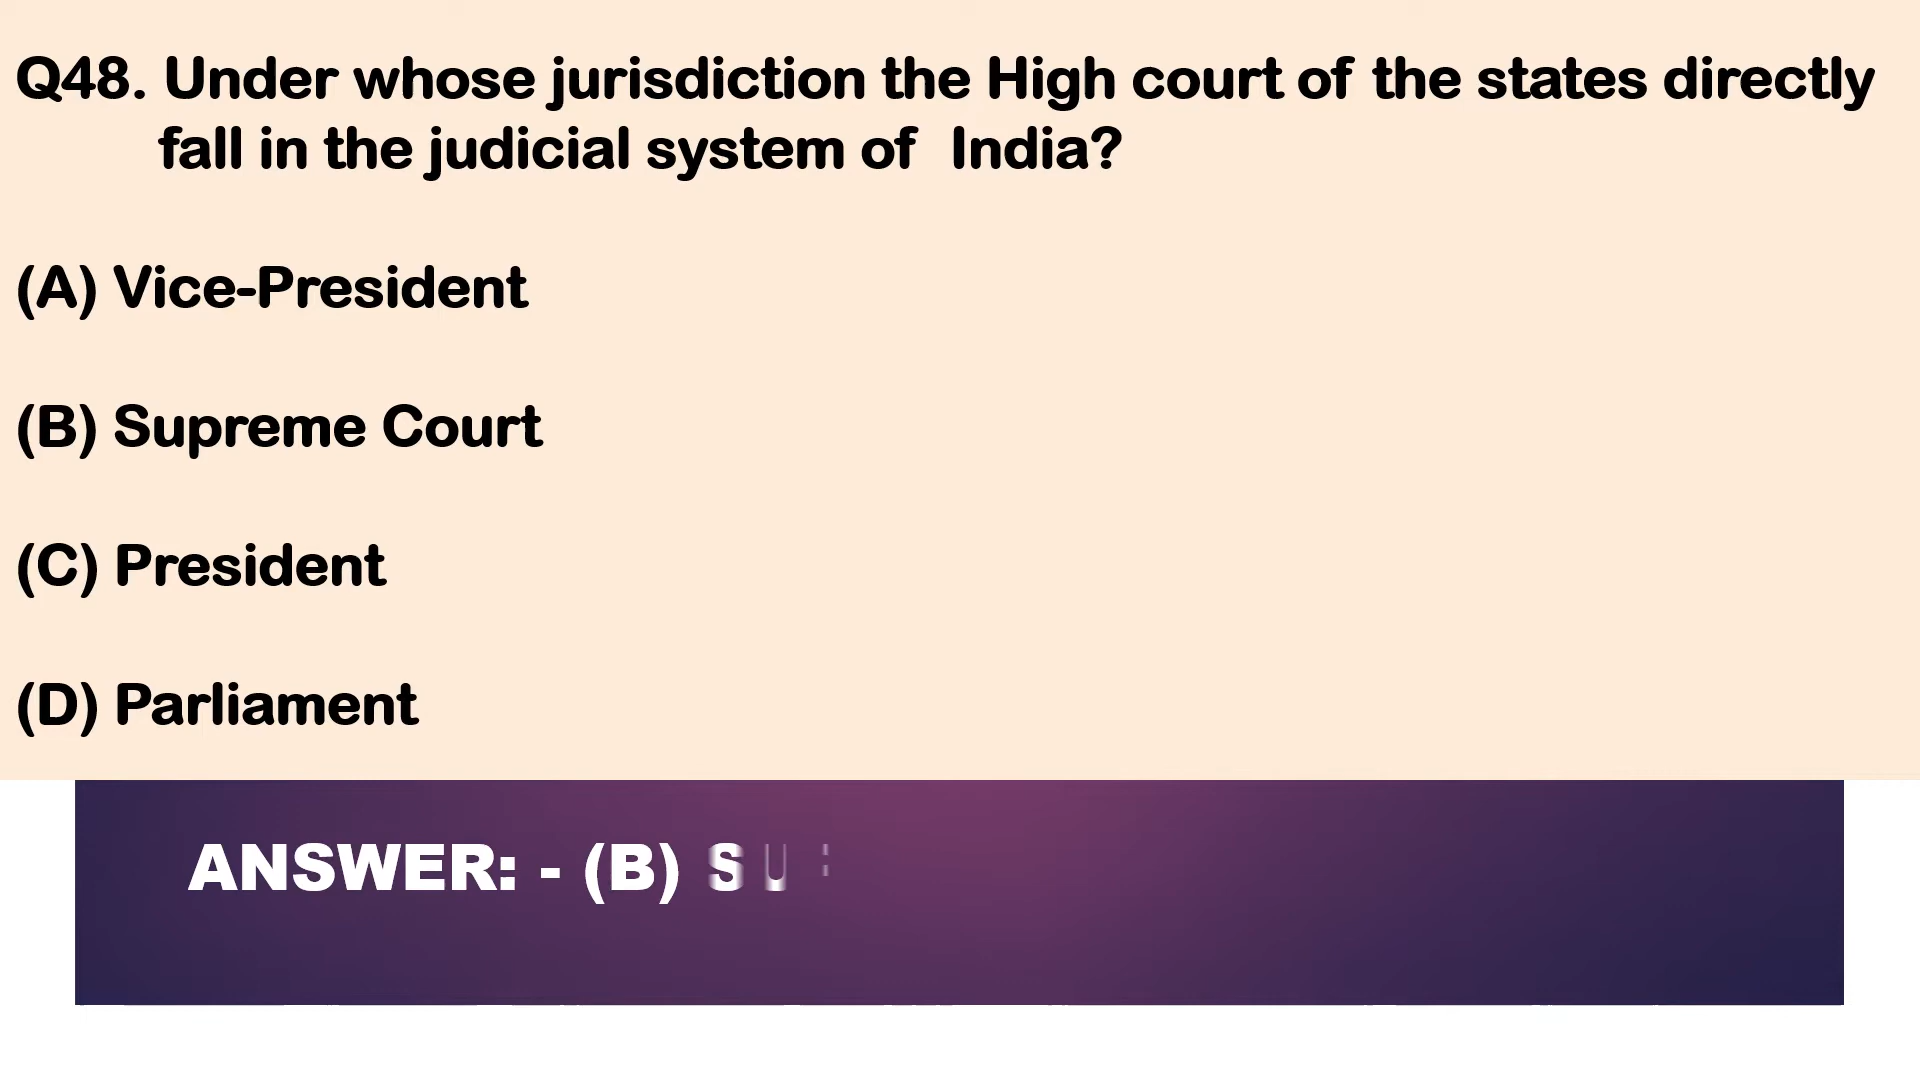 Q48. Under whose jurisdiction the High court of the states directly
fall in the judicial system of India?
(A) Vice-President
(B) Supreme Court
(C) President
(D) Parliament
ANSWER: - (B) SU